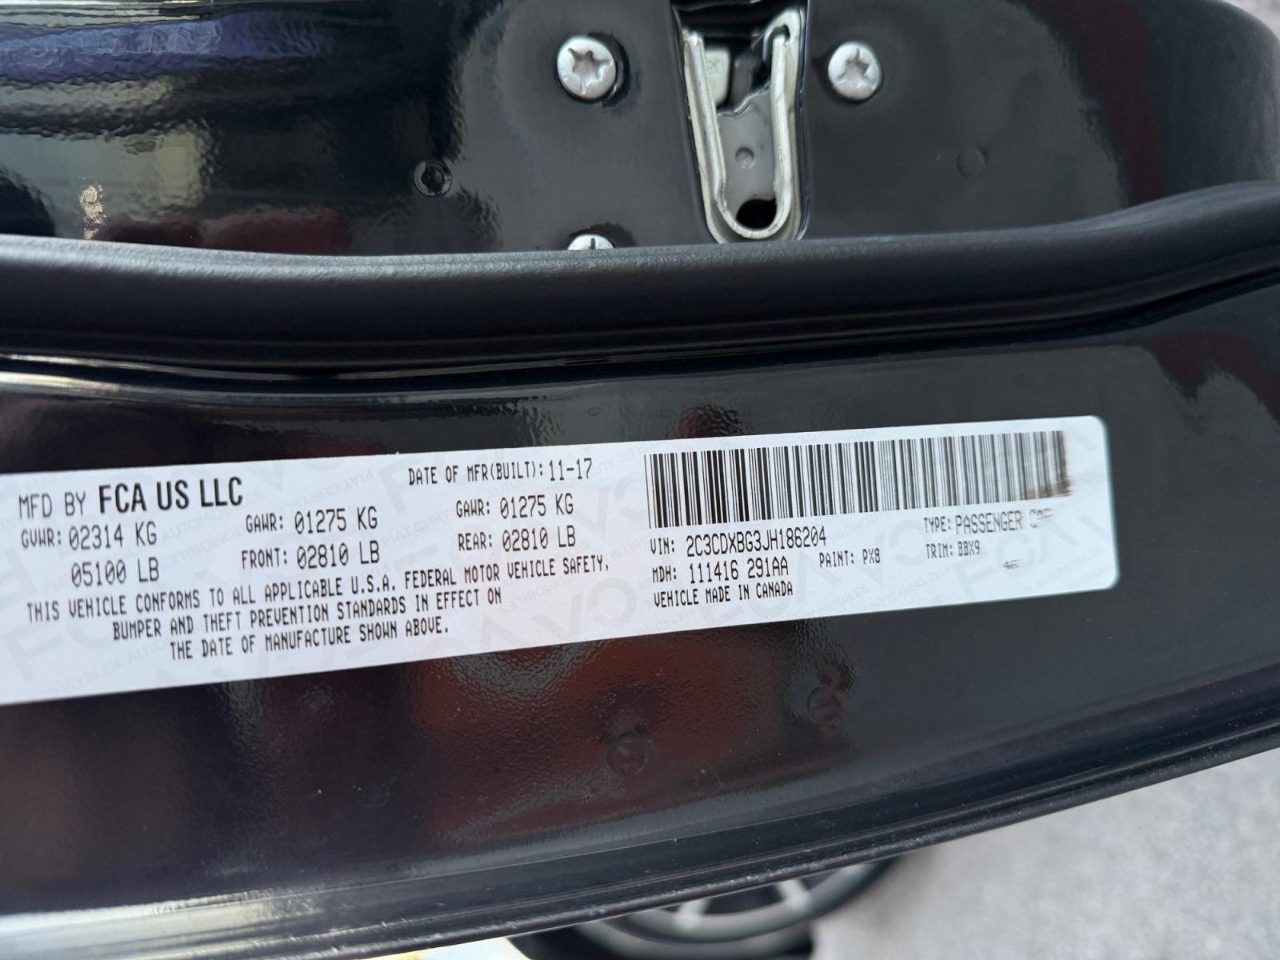 MFD BY FCA US LLC
DATE OF MFR(BUILT): 11-17
GVWR: 02314 KG
05100 LB
GAWR: 01275 KG
FRONT: 02810 LB
GAWR: 01275 KG
REAR: 02810 LB
THIS VEHICLE CONFORMS TO ALL APPLICABLE U.S.A. FEDERAL MOTOR VEHICLE SAFETY,
BUMPER AND THEFT PREVENTION STANDARDS IN EFFECT ON
THE DATE OF MANUFACTURE SHOWN ABOVE.
VIN: 2C3CDXBG3JH186204
TYPE: PASSENGER
MDH: 111416 291AA
PAINT: PX8
TRIM: BBX9
VEHICLE MADE IN CANADA